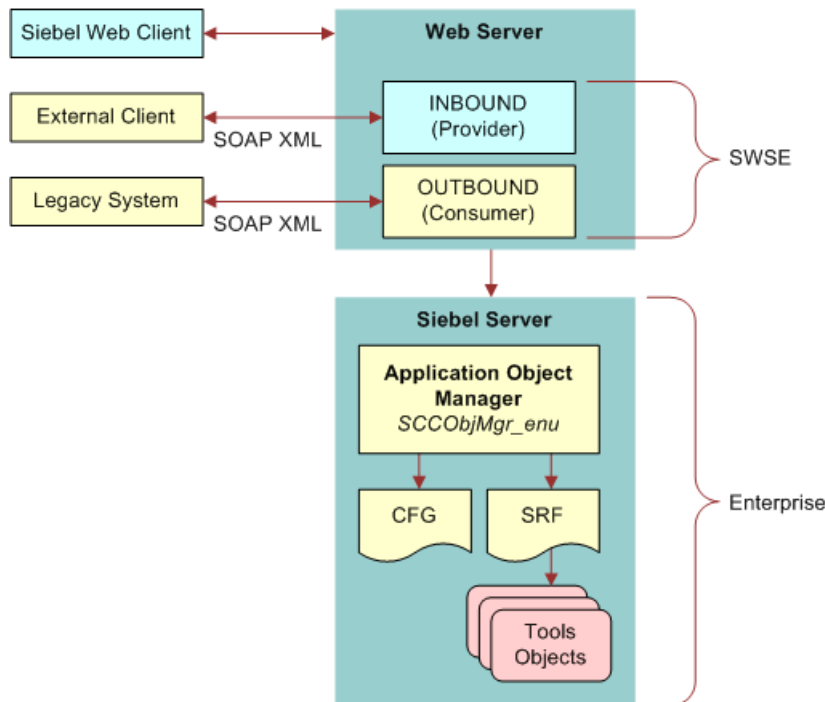 Siebel Web Client
Web Server
External Client
SOAP XML
INBOUND
(Provider)
SWSE
Legacy System
SOAP XML
OUTBOUND
(Consumer)
Siebel Server
Application Object
Manager
SCCObjMgr_enu
CFG
SRF
Enterprise
Tools
Objects